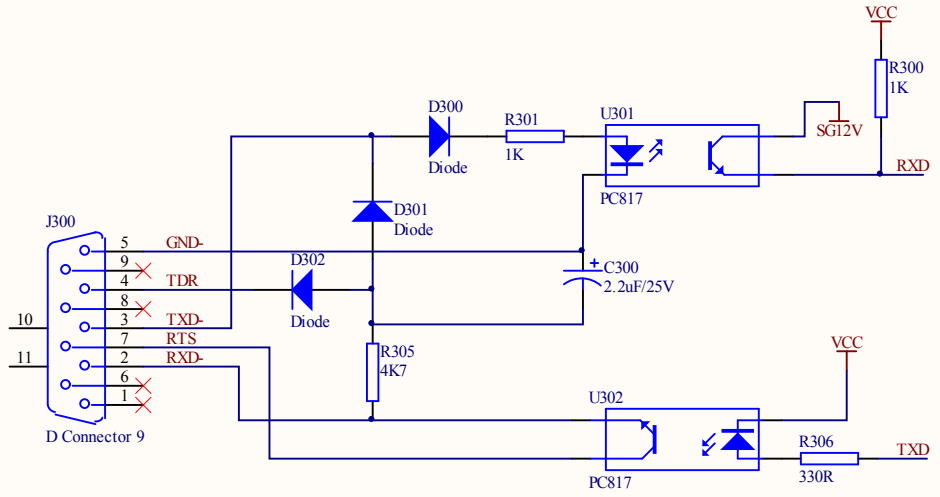 VCC
R300
1K
D300
Diode
R301
1K
U301
PC817
SG12V
RXD
D301
Diode
J300
5
GND-
9
D302
Diode
4
TDR
C300
2.2uF/25V
8
10
3
TXD-
7
RTS
11
2
RXD-
6
1
D Connector 9
R305
4K7
U302
PC817
VCC
R306
330R
TXD
+